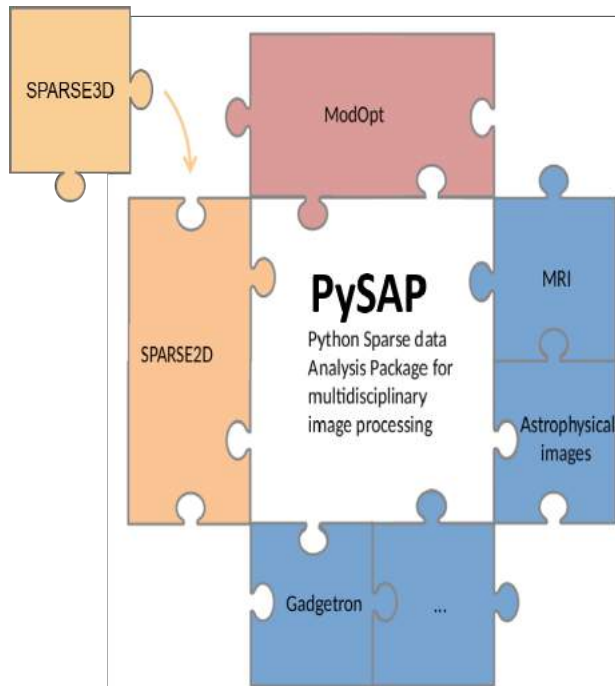 SPARSE3D
ModOpt
PySAP
Python Sparse data
Analysis Package for
multidisciplinary
image processing
MRI
SPARSE2D
Astrophysical
images
Gadgetron
...